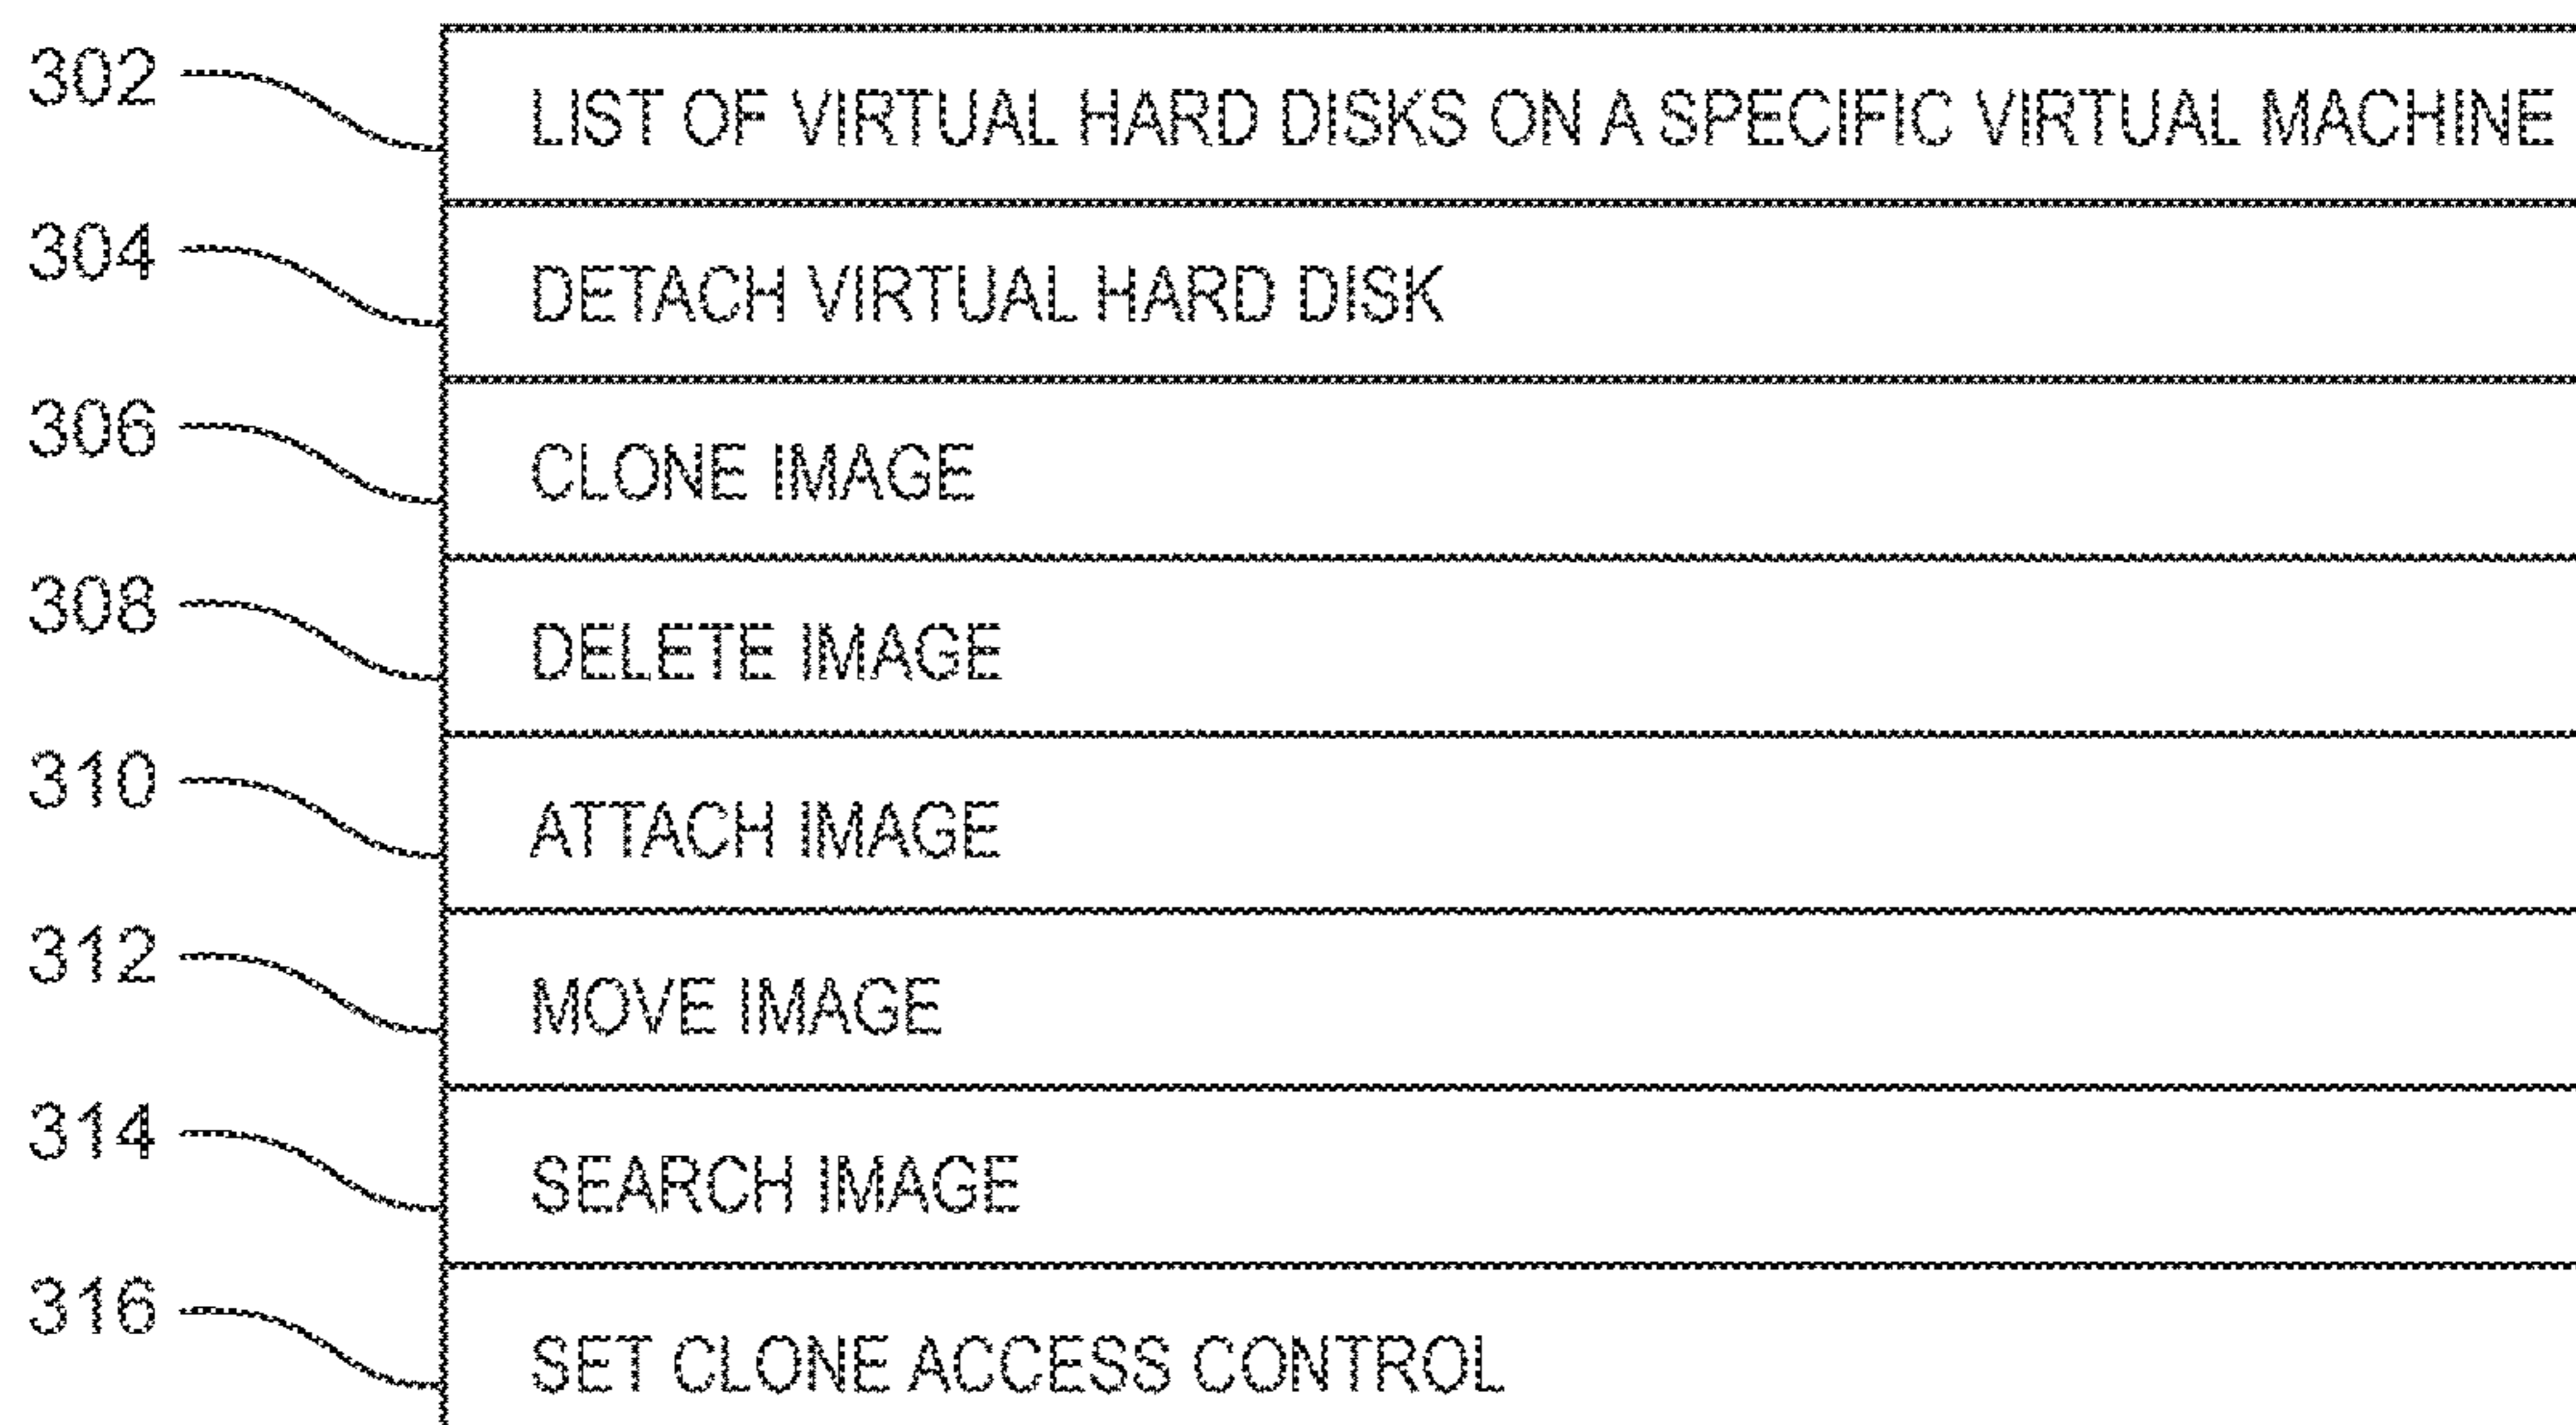 302 LIST OF VIRTUAL HARD DISKS ON A SPECIFIC VIRTUAL MACHINE
304 DETACH VIRTUAL HARD DISK
306 CLONE IMAGE
308 DELETE IMAGE
310 ATTACH IMAGE
312 MOVE IMAGE
314 SEARCH IMAGE
316 SET CLONE ACCESS CONTROL